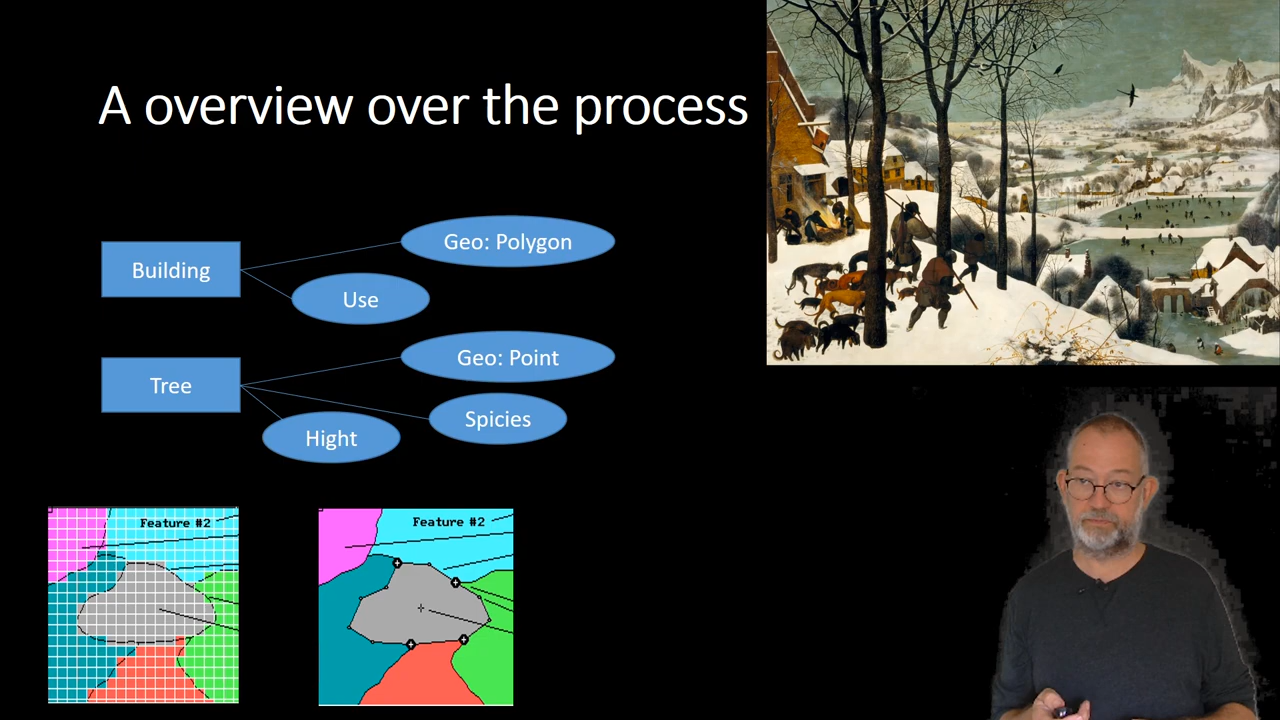 A overview over the process
Building
Geo: Polygon
Use
Tree
Geo: Point
Spicies
Hight
Feature #2
Feature #2